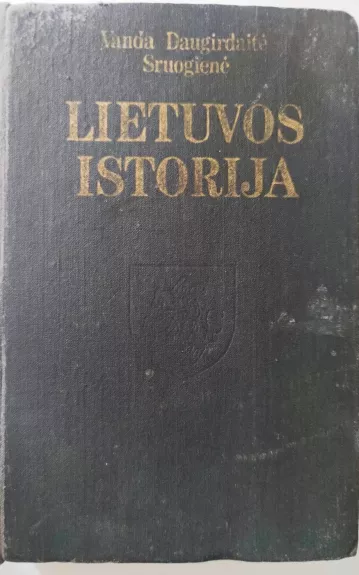 Vanda Daugirdaitė
Sruogienė
LIETUVOS
ISTORIJA